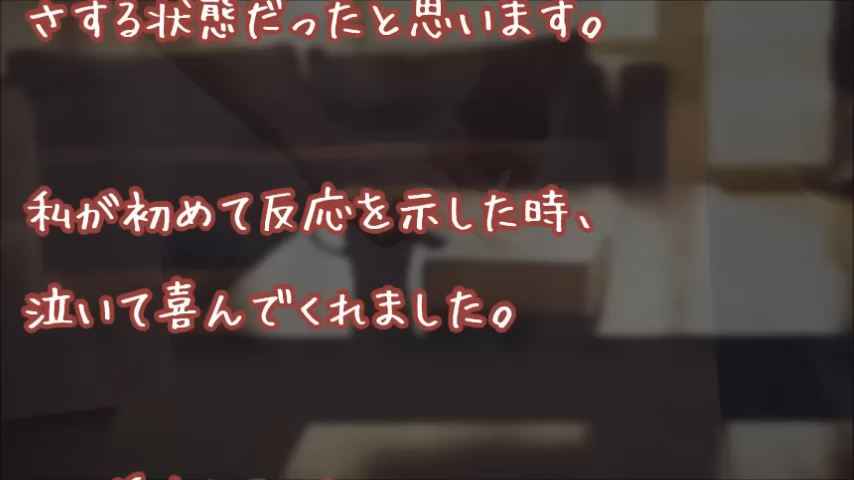 さする状態だったと思います。
私が初めて反応を示した時、
泣いて喜んでくれました。